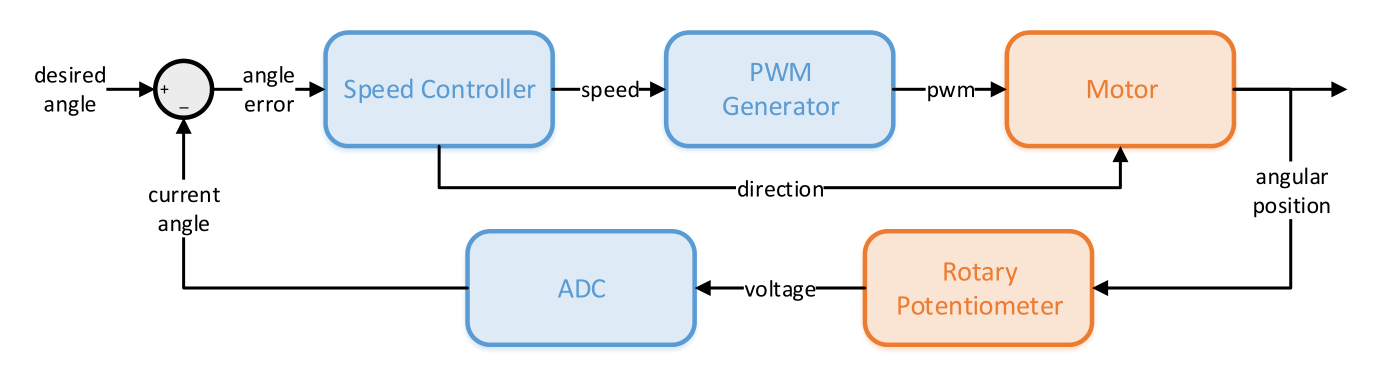 desired
angle
+
–
angle
error
Speed Controller
speed
PWM
Generator
pwm
Motor
direction
angular
position
current
angle
ADC
voltage
Rotary
Potentiometer